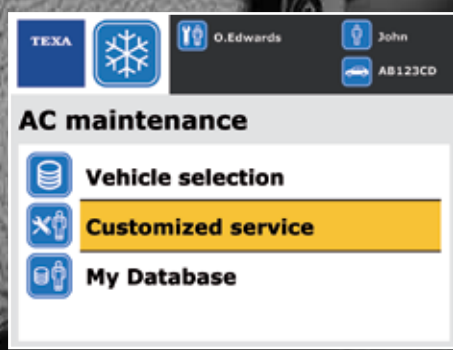 TEXA
O.Edwards
John
AB123CD
AC maintenance
Vehicle selection
Customized service
My Database